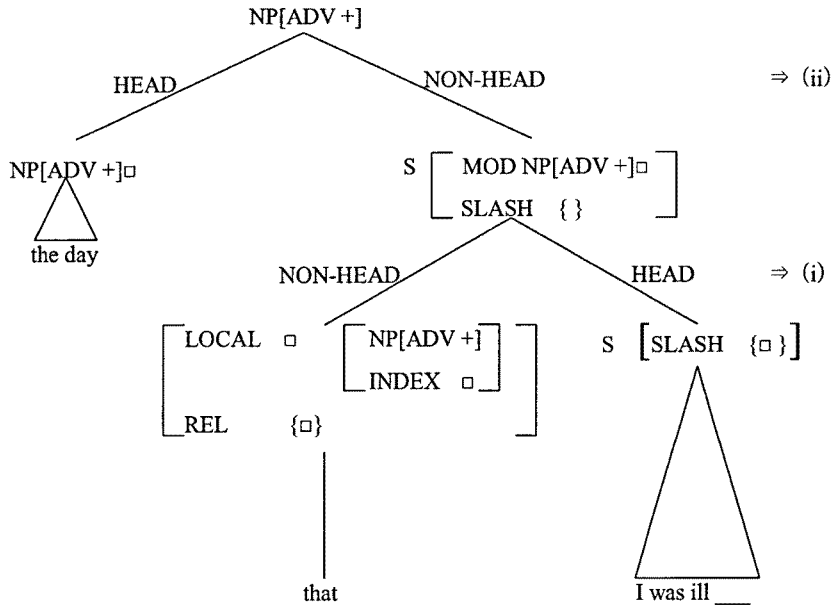 NP[ADV +]
HEAD NON-HEAD ⇒ (ii)
NP[ADV +]□ S [MOD NP[ADV +]□
SLASH { }]
the day
NON-HEAD HEAD ⇒ (i)
[LOCAL □ [NP[ADV +] S [SLASH {□ }]
INDEX □]
REL {□}]
that I was ill ___